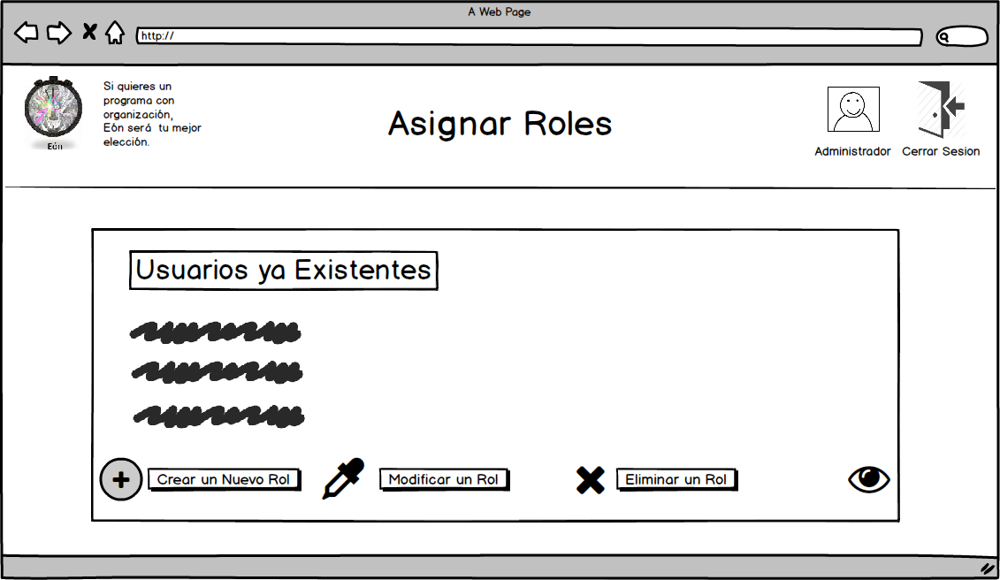 A Web Page
http://
Si quieres un
programa con
organización,
Eón será tu mejor
elección.
Eón
Asignar Roles
Administrador
Cerrar Sesion
Usuarios ya Existentes
Crear un Nuevo Rol
Modificar un Rol
Eliminar un Rol